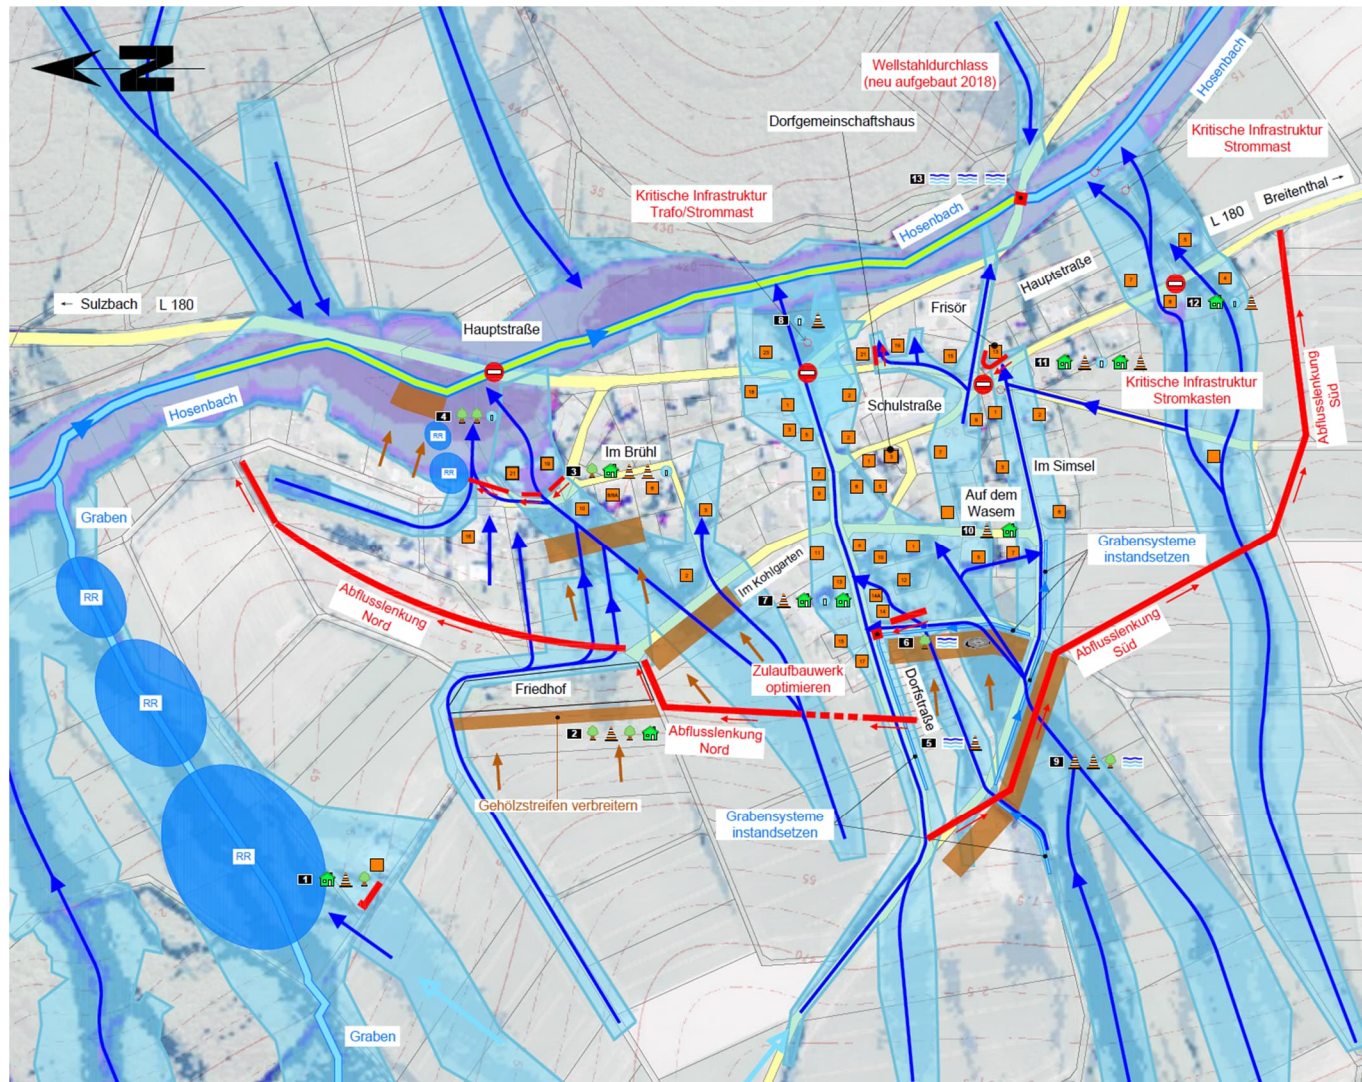 N
Wellstahldurchlass
(neu aufgebaut 2018)
Hosenbach
Dorfgemeinschaftshaus
Kritische Infrastruktur
Strommast
13
Kritische Infrastruktur
Trafo/Strommast
Hosenbach
L 180
Breitenthal →
← Sulzbach
L 180
Hauptstraße
Hauptstraße
Frisör
8
12
11
Kritische Infrastruktur
Stromkasten
Abflusslenkung
Süd
Hosenbach
4
RR
RR
Schulstraße
Im Brühl
3
Im Simsel
Auf dem
Wasem
10
Graben
Grabensysteme
instandsetzen
RR
Im Kohlgarten
7
Abflusslenkung
Nord
Abflusslenkung
Süd
6
Zulaufbauwerk
optimieren
Friedhof
RR
Dorfstraße
2
Abflusslenkung
Nord
5
9
Gehölzstreifen verbreitern
Grabensysteme
instandsetzen
RR
1
Graben